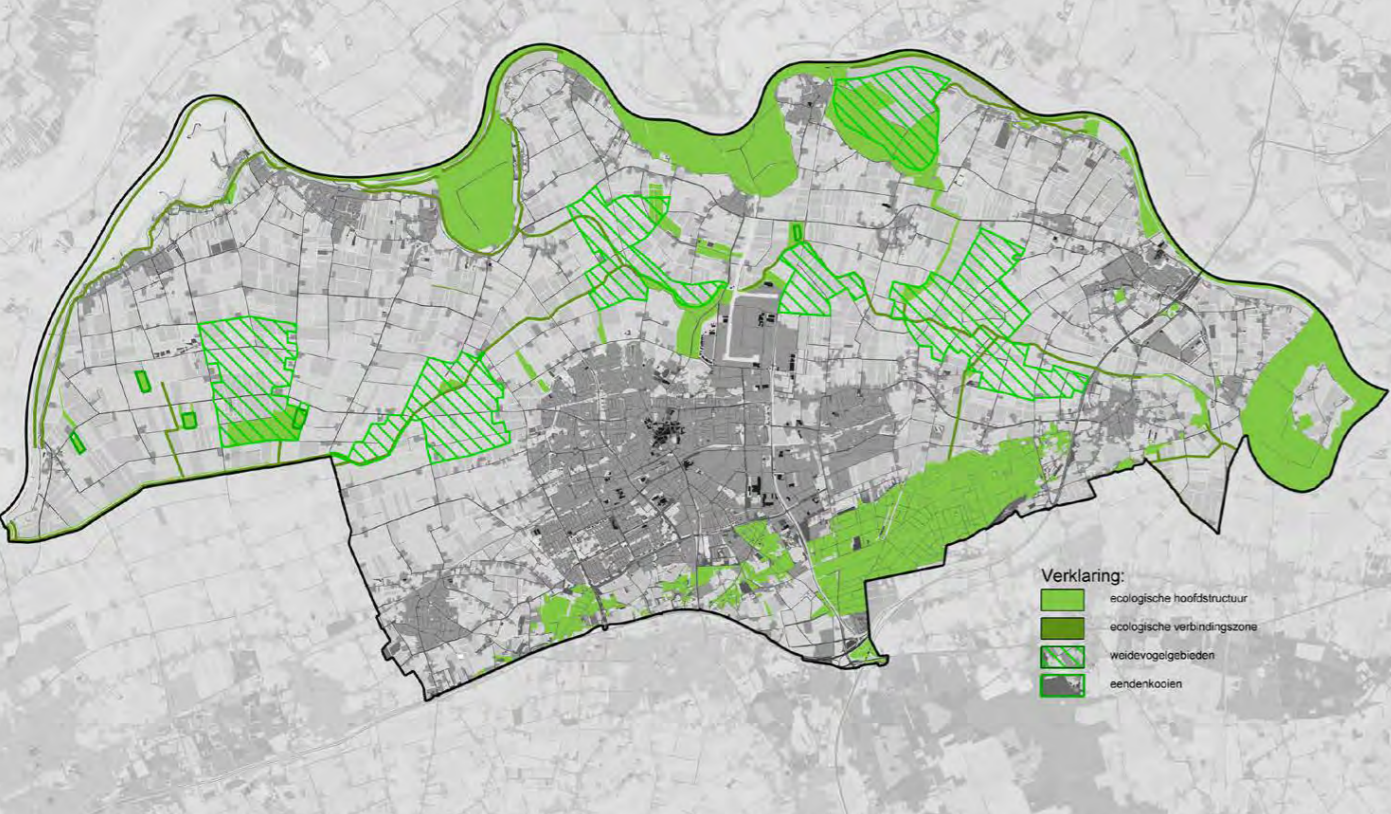 Verklaring:
ecologische hoofdstructuur
ecologische verbindingszone
weidevogelgebieden
eendenkooien